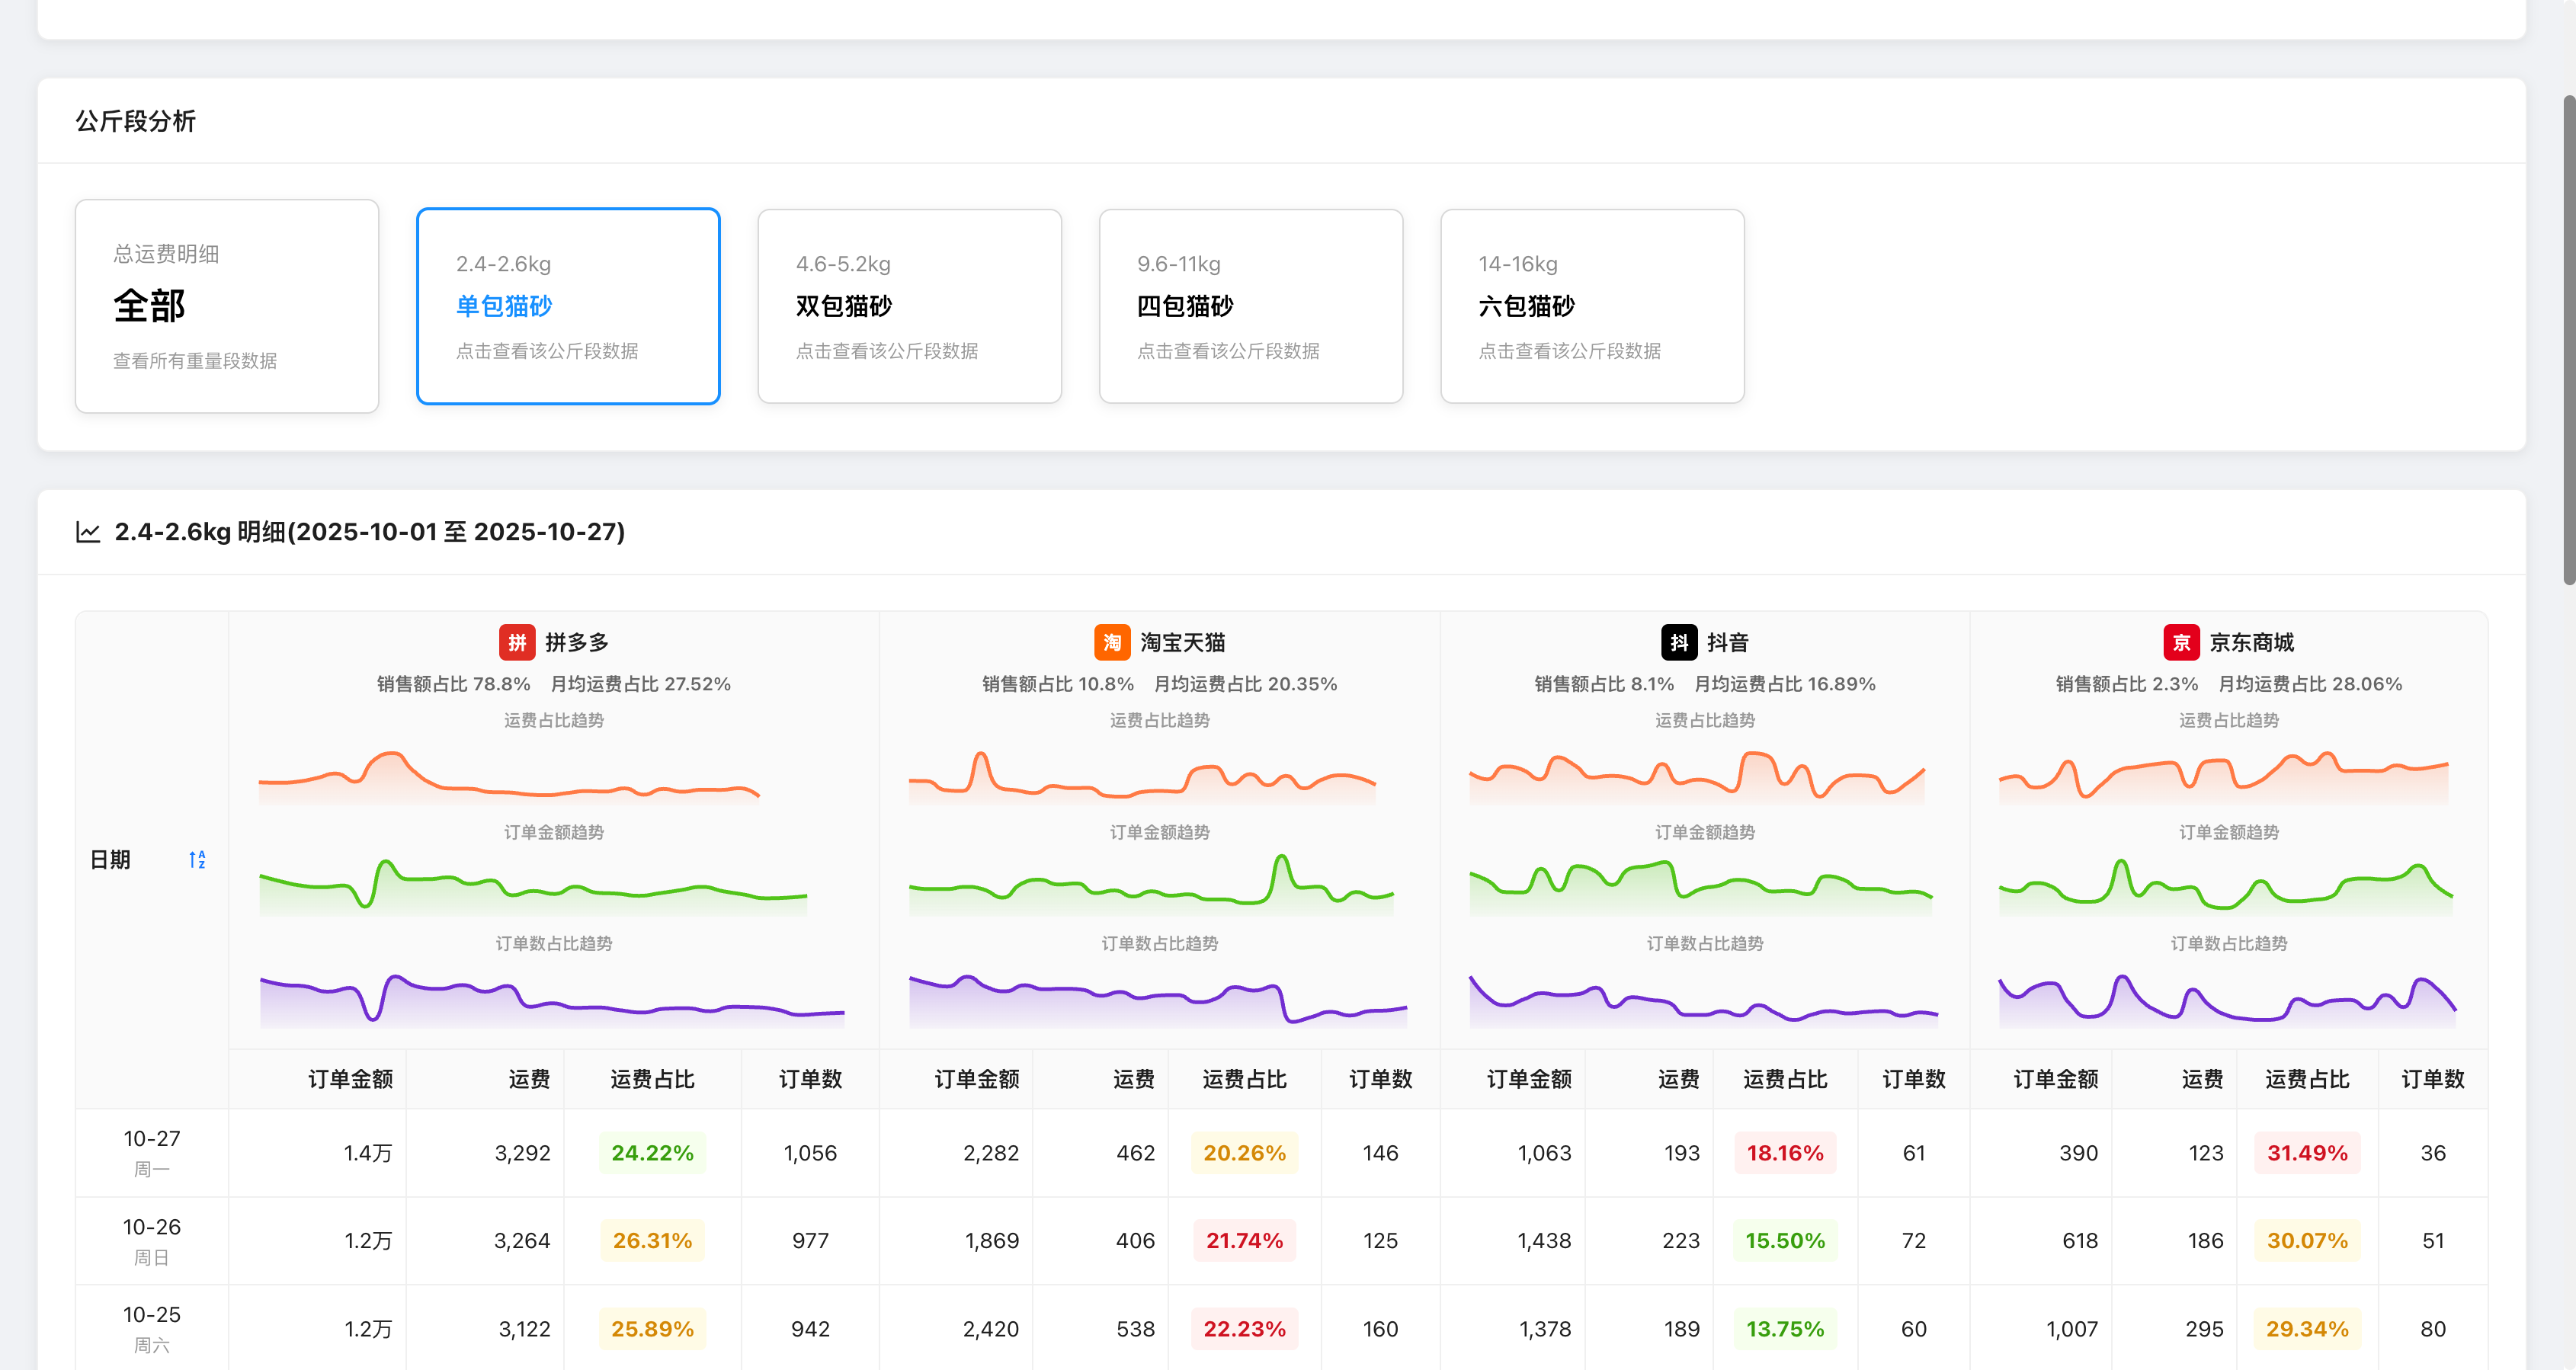 公斤段分析
总运费明细
全部
查看所有重量段数据
2.4-2.6kg
单包猫砂
点击查看该公斤段数据
4.6-5.2kg
双包猫砂
点击查看该公斤段数据
9.6-11kg
四包猫砂
点击查看该公斤段数据
14-16kg
六包猫砂
点击查看该公斤段数据
2.4-2.6kg 明细(2025-10-01 至 2025-10-27)
日期 AZ
拼 拼多多
销售额占比 78.8% 月均运费占比 27.52%
运费占比趋势
订单金额趋势
订单数占比趋势
淘 淘宝天猫
销售额占比 10.8% 月均运费占比 20.35%
运费占比趋势
订单金额趋势
订单数占比趋势
抖 抖音
销售额占比 8.1% 月均运费占比 16.89%
运费占比趋势
订单金额趋势
订单数占比趋势
京 京东商城
销售额占比 2.3% 月均运费占比 28.06%
运费占比趋势
订单金额趋势
订单数占比趋势
订单金额 运费 运费占比 订单数 订单金额 运费 运费占比 订单数 订单金额 运费 运费占比 订单数 订单金额 运费 运费占比 订单数
10-27
周一
1.4万 3,292 24.22% 1,056 2,282 462 20.26% 146 1,063 193 18.16% 61 390 123 31.49% 36
10-26
周日
1.2万 3,264 26.31% 977 1,869 406 21.74% 125 1,438 223 15.50% 72 618 186 30.07% 51
10-25
周六
1.2万 3,122 25.89% 942 2,420 538 22.23% 160 1,378 189 13.75% 60 1,007 295 29.34% 80